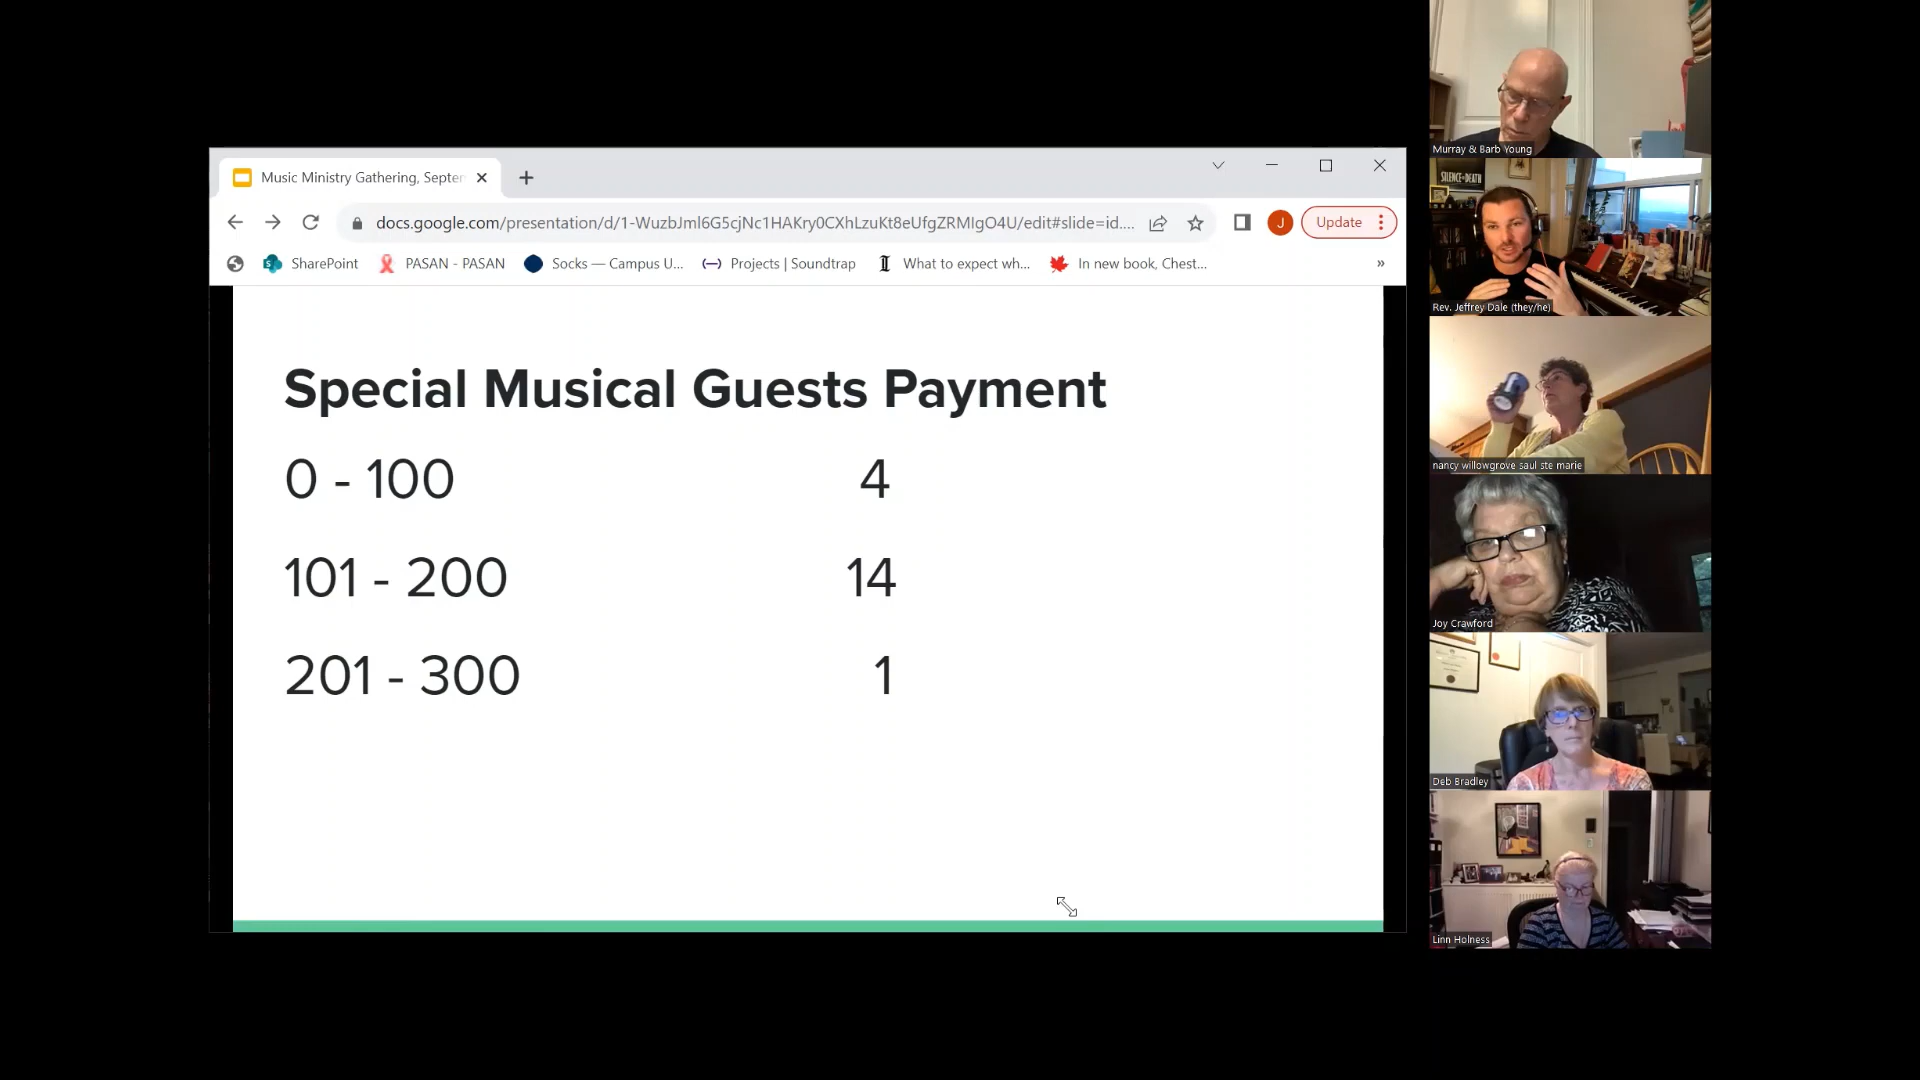 Music Ministry Gathering, Septer
docs.google.com/presentation/d/1-WuzbJml6G5cjNc1HAKry0CXhLzuKt8eUfgZRMIgO4U/edit#slide=id....
J
Update
SharePoint
PASAN - PASAN
Socks — Campus U...
Projects | Soundtrap
What to expect wh...
In new book, Chest...
»
Special Musical Guests Payment
0 - 100 4
101 - 200 14
201 - 300 1
Murray & Barb Young
SILENCE=DEATH
Rev. Jeffrey Dale (they/he)
nancy willowgrove saul ste marie
Joy Crawford
Deb Bradley
Linn Holness